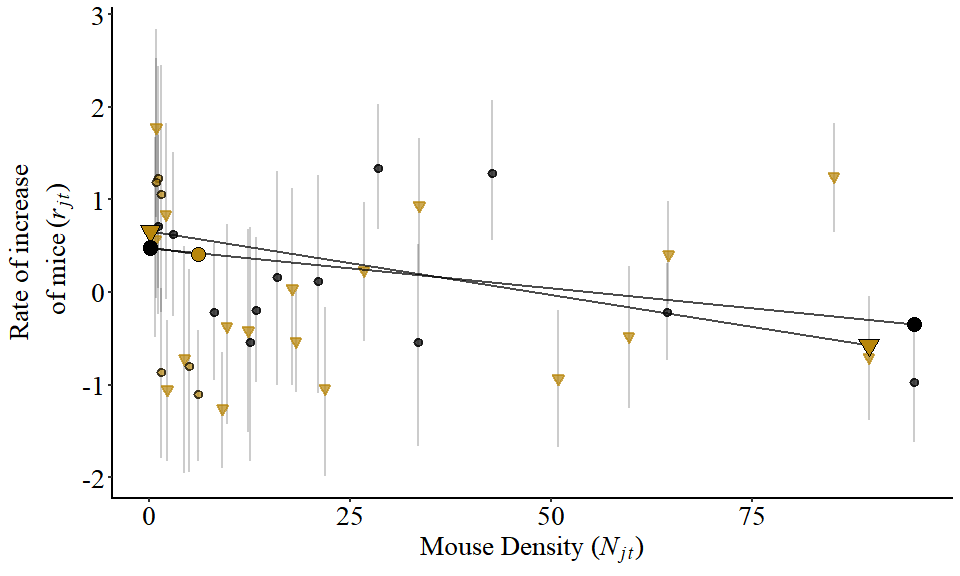 Rate of increase
of mice (r_jt)
3
2
1
0
-1
-2
0 25 50 75
Mouse Density (N_jt)